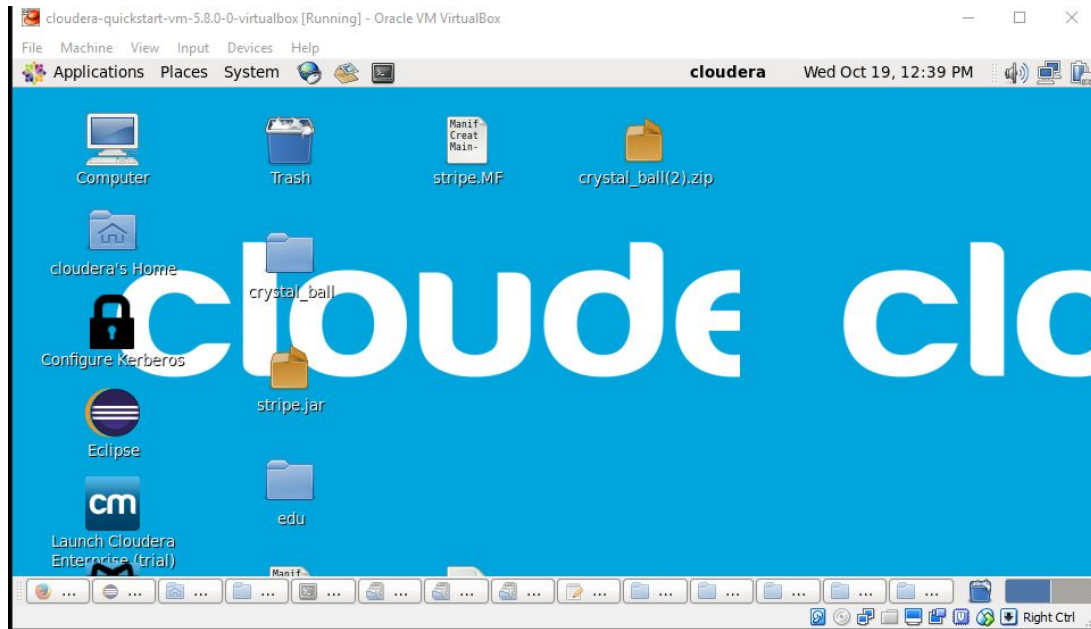 cloudera-quickstart-vm-5.8.0-0-virtualbox [Running] - Oracle VM VirtualBox
File Machine View Input Devices Help
Applications Places System cloudera Wed Oct 19, 12:39 PM
Manif
Creat
Main-
Computer Trash stripe.MF crystal_ball(2).zip
cloudera's Home
crystal_ball
cloude clo
Configure Kerberos
stripe.jar
Eclipse
cm
edu
Launch Cloudera
Enterprise (trial)
Manif
... ... ... ... ... ... ... ... ... ... ... ... ... ...
Right Ctrl